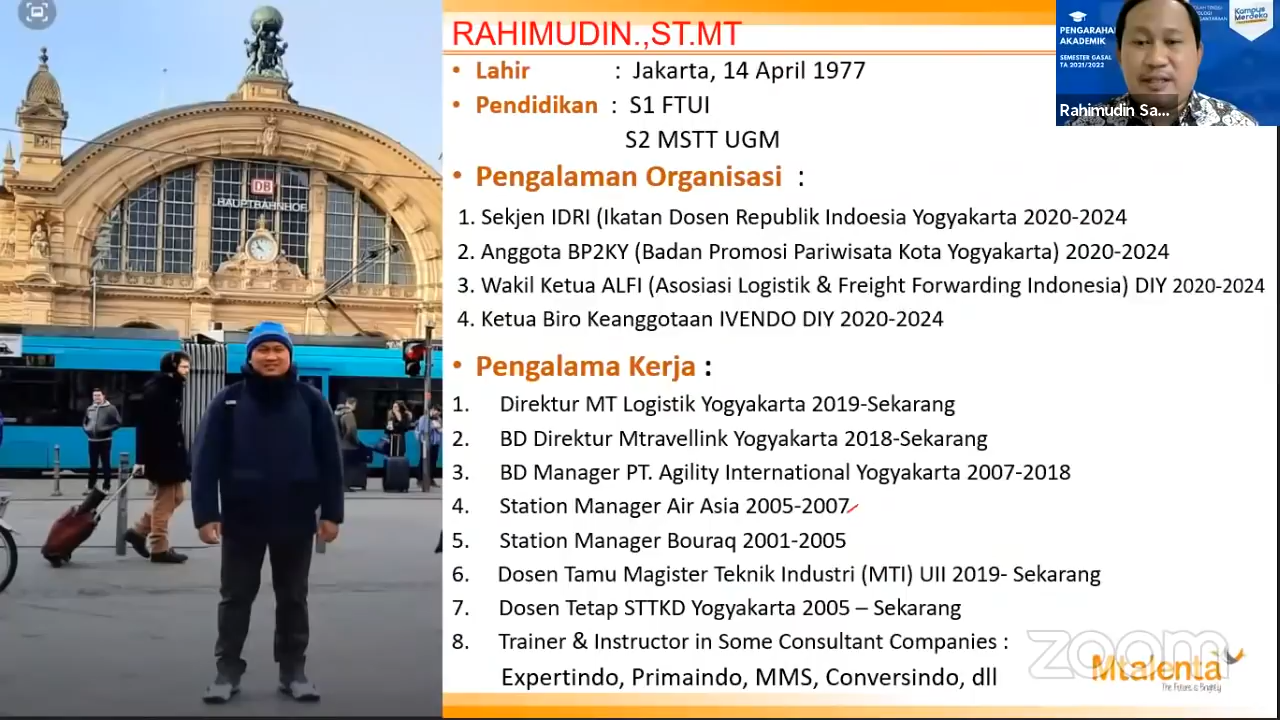 RAHIMUDIN.,ST.MT
• Lahir : Jakarta, 14 April 1977
• Pendidikan : S1 FTUI
S2 MSTT UGM
• Pengalaman Organisasi :
1. Sekjen IDRI (Ikatan Dosen Republik Indoesia Yogyakarta 2020-2024
2. Anggota BP2KY (Badan Promosi Pariwisata Kota Yogyakarta) 2020-2024
3. Wakil Ketua ALFI (Asosiasi Logistik & Freight Forwarding Indonesia) DIY 2020-2024
4. Ketua Biro Keanggotaan IVENDO DIY 2020-2024
• Pengalama Kerja :
1. Direktur MT Logistik Yogyakarta 2019-Sekarang
2. BD Direktur Mtravellink Yogyakarta 2018-Sekarang
3. BD Manager PT. Agility International Yogyakarta 2007-2018
4. Station Manager Air Asia 2005-2007
5. Station Manager Bouraq 2001-2005
6. Dosen Tamu Magister Teknik Industri (MTI) UII 2019- Sekarang
7. Dosen Tetap STTKD Yogyakarta 2005 – Sekarang
8. Trainer & Instructor in Some Consultant Companies :
Expertindo, Primaindo, MMS, Conversindo, dll
zoom
Mtalenta
The Future is Brightly
DB
HAUPTBAHNHOF
PENGARAHAN
AKADEMIK
SEMESTER GASAL
TA 2021/2022
Kampus
Merdeka
Rahimudin Sa...